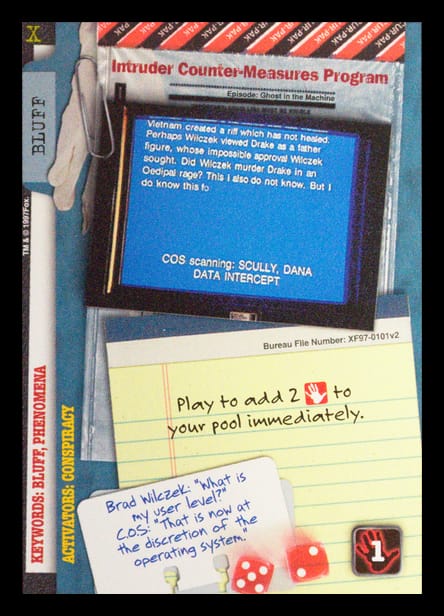 X
BLUFF
TM & © 1997Fox.
KEYWORDS: BLUFF, PHENOMENA
ACTIVATORS: CONSPIRACY
Intruder Counter-Measures Program
Episode: Ghost in the Machine
Vietnam created a rift which has not healed.
Perhaps Wilczek viewed Drake as a father
figure, whose impossible approval Wilczek
sought. Did Wilczek murder Drake in an
Oedipal rage? This I also do not know. But I
do know this fo
COS scanning: SCULLY, DANA
DATA INTERCEPT
Bureau File Number: XF97-0101v2
Play to add 2 to
your pool immediately.
Brad Wilczek: "What is
my user level?"
C.O.S: "That is now at
the discretion of the
operating system."
1